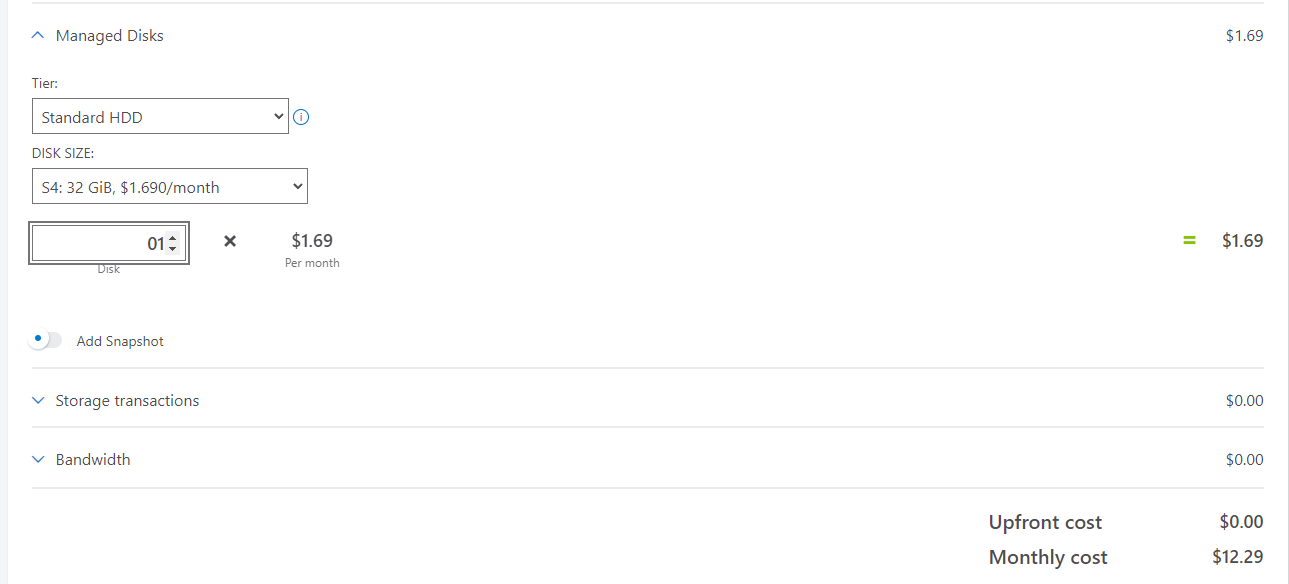 Managed Disks $1.69
Tier:
Standard HDD
DISK SIZE:
S4: 32 GiB, $1.690/month
01 × $1.69 = $1.69
Disk Per month
Add Snapshot
Storage transactions $0.00
Bandwidth $0.00
Upfront cost $0.00
Monthly cost $12.29